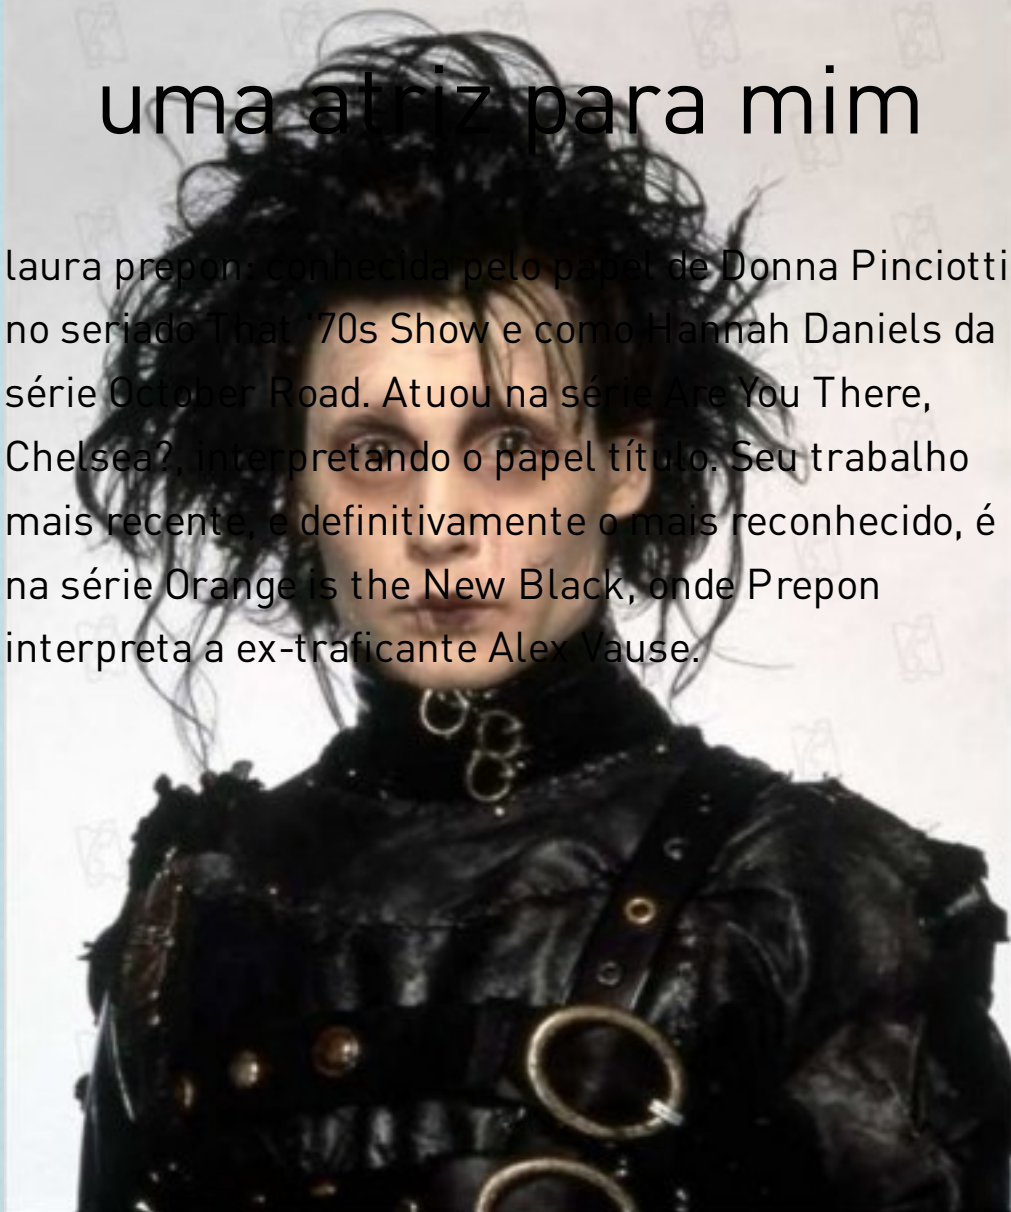 uma atriz para mim
laura prepon: conhecida pelo papel de Donna Pinciotti
no seriado That '70s Show e como Hannah Daniels da
série October Road. Atuou na série Are You There,
Chelsea?, interpretando o papel título. Seu trabalho
mais recente, e definitivamente o mais reconhecido, é
na série Orange is the New Black, onde Prepon
interpreta a ex-traficante Alex Vause.